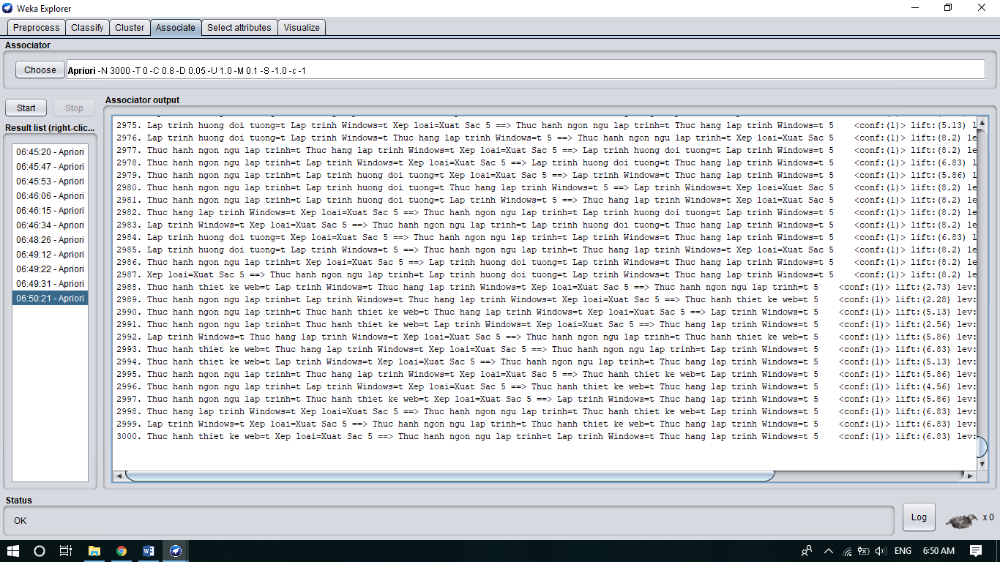 Weka Explorer
Preprocess Classify Cluster Associate Select attributes Visualize
Associator
Choose Apriori -N 3000 -T 0 -C 0.8 -D 0.05 -U 1.0 -M 0.1 -S -1.0 -c -1
Start Stop
Result list (right-clic...
06:45:20 - Apriori
06:45:47 - Apriori
06:45:53 - Apriori
06:46:06 - Apriori
06:46:15 - Apriori
06:46:34 - Apriori
06:48:26 - Apriori
06:49:12 - Apriori
06:49:22 - Apriori
06:49:31 - Apriori
06:50:21 - Apriori
Associator output
2975. Lap trinh huong doi tuong=t Lap trinh Windows=t Xep loai=Xuat Sac 5 ==> Thuc hanh ngon ngu lap trinh=t Thuc hang lap trinh Windows=t 5 <conf:(1)> lift:(5.13) l
2976. Lap trinh huong doi tuong=t Lap trinh Windows=t Thuc hang lap trinh Windows=t 5 ==> Thuc hanh ngon ngu lap trinh=t Xep loai=Xuat Sac 5 <conf:(1)> lift:(8.2) le
2977. Thuc hanh ngon ngu lap trinh=t Thuc hang lap trinh Windows=t Xep loai=Xuat Sac 5 ==> Lap trinh huong doi tuong=t Lap trinh Windows=t 5 <conf:(1)> lift:(8.2) le
2978. Thuc hanh ngon ngu lap trinh=t Lap trinh Windows=t Xep loai=Xuat Sac 5 ==> Lap trinh huong doi tuong=t Thuc hang lap trinh Windows=t 5 <conf:(1)> lift:(6.83) l
2979. Thuc hanh ngon ngu lap trinh=t Lap trinh huong doi tuong=t Xep loai=Xuat Sac 5 ==> Lap trinh Windows=t Thuc hang lap trinh Windows=t 5 <conf:(1)> lift:(5.86) l
2980. Thuc hanh ngon ngu lap trinh=t Lap trinh huong doi tuong=t Thuc hang lap trinh Windows=t 5 ==> Lap trinh Windows=t Xep loai=Xuat Sac 5 <conf:(1)> lift:(8.2) le
2981. Thuc hanh ngon ngu lap trinh=t Lap trinh huong doi tuong=t Lap trinh Windows=t 5 ==> Thuc hang lap trinh Windows=t Xep loai=Xuat Sac 5 <conf:(1)> lift:(8.2) le
2982. Thuc hang lap trinh Windows=t Xep loai=Xuat Sac 5 ==> Thuc hanh ngon ngu lap trinh=t Lap trinh huong doi tuong=t Lap trinh Windows=t 5 <conf:(1)> lift:(8.2) le
2983. Lap trinh Windows=t Xep loai=Xuat Sac 5 ==> Thuc hanh ngon ngu lap trinh=t Lap trinh huong doi tuong=t Thuc hang lap trinh Windows=t 5 <conf:(1)> lift:(8.2) le
2984. Lap trinh huong doi tuong=t Xep loai=Xuat Sac 5 ==> Thuc hanh ngon ngu lap trinh=t Lap trinh Windows=t Thuc hang lap trinh Windows=t 5 <conf:(1)> lift:(6.83) l
2985. Lap trinh huong doi tuong=t Lap trinh Windows=t 5 ==> Thuc hanh ngon ngu lap trinh=t Thuc hang lap trinh Windows=t Xep loai=Xuat Sac 5 <conf:(1)> lift:(8.2) le
2986. Thuc hanh ngon ngu lap trinh=t Xep loai=Xuat Sac 5 ==> Lap trinh huong doi tuong=t Lap trinh Windows=t Thuc hang lap trinh Windows=t 5 <conf:(1)> lift:(8.2) le
2987. Xep loai=Xuat Sac 5 ==> Thuc hanh ngon ngu lap trinh=t Lap trinh huong doi tuong=t Lap trinh Windows=t Thuc hang lap trinh Windows=t 5 <conf:(1)> lift:(8.2) le
2988. Thuc hanh thiet ke web=t Lap trinh Windows=t Thuc hang lap trinh Windows=t Xep loai=Xuat Sac 5 ==> Thuc hanh ngon ngu lap trinh=t 5 <conf:(1)> lift:(2.73) lev:
2989. Thuc hanh ngon ngu lap trinh=t Lap trinh Windows=t Thuc hang lap trinh Windows=t Xep loai=Xuat Sac 5 ==> Thuc hanh thiet ke web=t 5 <conf:(1)> lift:(2.28) lev:
2990. Thuc hanh ngon ngu lap trinh=t Thuc hanh thiet ke web=t Thuc hang lap trinh Windows=t Xep loai=Xuat Sac 5 ==> Lap trinh Windows=t 5 <conf:(1)> lift:(5.13) lev:
2991. Thuc hanh ngon ngu lap trinh=t Thuc hanh thiet ke web=t Lap trinh Windows=t Xep loai=Xuat Sac 5 ==> Thuc hang lap trinh Windows=t 5 <conf:(1)> lift:(2.56) lev:
2992. Lap trinh Windows=t Thuc hang lap trinh Windows=t Xep loai=Xuat Sac 5 ==> Thuc hanh ngon ngu lap trinh=t Thuc hanh thiet ke web=t 5 <conf:(1)> lift:(5.86) lev:
2993. Thuc hanh thiet ke web=t Thuc hang lap trinh Windows=t Xep loai=Xuat Sac 5 ==> Thuc hanh ngon ngu lap trinh=t Lap trinh Windows=t 5 <conf:(1)> lift:(6.83) lev:
2994. Thuc hanh thiet ke web=t Lap trinh Windows=t Xep loai=Xuat Sac 5 ==> Thuc hanh ngon ngu lap trinh=t Thuc hang lap trinh Windows=t 5 <conf:(1)> lift:(5.13) lev:
2995. Thuc hanh ngon ngu lap trinh=t Thuc hang lap trinh Windows=t Xep loai=Xuat Sac 5 ==> Thuc hanh thiet ke web=t Lap trinh Windows=t 5 <conf:(1)> lift:(5.86) lev:
2996. Thuc hanh ngon ngu lap trinh=t Lap trinh Windows=t Xep loai=Xuat Sac 5 ==> Thuc hanh thiet ke web=t Thuc hang lap trinh Windows=t 5 <conf:(1)> lift:(4.56) lev:
2997. Thuc hanh ngon ngu lap trinh=t Thuc hanh thiet ke web=t Xep loai=Xuat Sac 5 ==> Lap trinh Windows=t Thuc hang lap trinh Windows=t 5 <conf:(1)> lift:(5.86) lev:
2998. Thuc hang lap trinh Windows=t Xep loai=Xuat Sac 5 ==> Thuc hanh ngon ngu lap trinh=t Thuc hanh thiet ke web=t Lap trinh Windows=t 5 <conf:(1)> lift:(6.83) lev:
2999. Lap trinh Windows=t Xep loai=Xuat Sac 5 ==> Thuc hanh ngon ngu lap trinh=t Thuc hanh thiet ke web=t Thuc hang lap trinh Windows=t 5 <conf:(1)> lift:(6.83) lev:
3000. Thuc hanh thiet ke web=t Xep loai=Xuat Sac 5 ==> Thuc hanh ngon ngu lap trinh=t Lap trinh Windows=t Thuc hang lap trinh Windows=t 5 <conf:(1)> lift:(6.83) lev:
Status
OK
Log x 0
ENG 6:50 AM